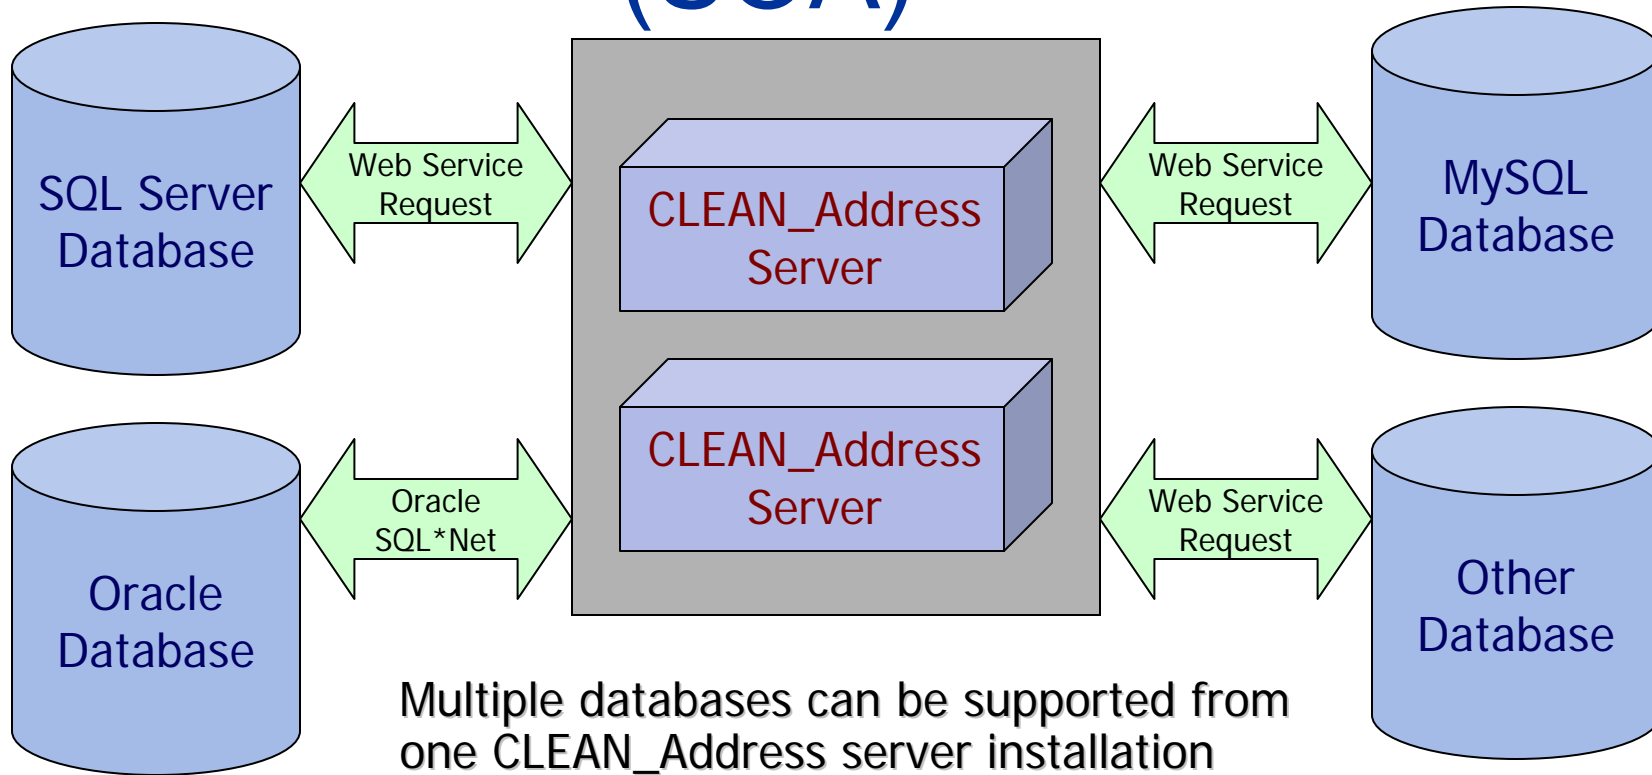 SQL Server
Database
Web Service
Request
CLEAN_Address
Server
Web Service
Request
MySQL
Database
Oracle
Database
Oracle
SQL*Net
CLEAN_Address
Server
Web Service
Request
Other
Database
Multiple databases can be supported from
one CLEAN_Address server installation